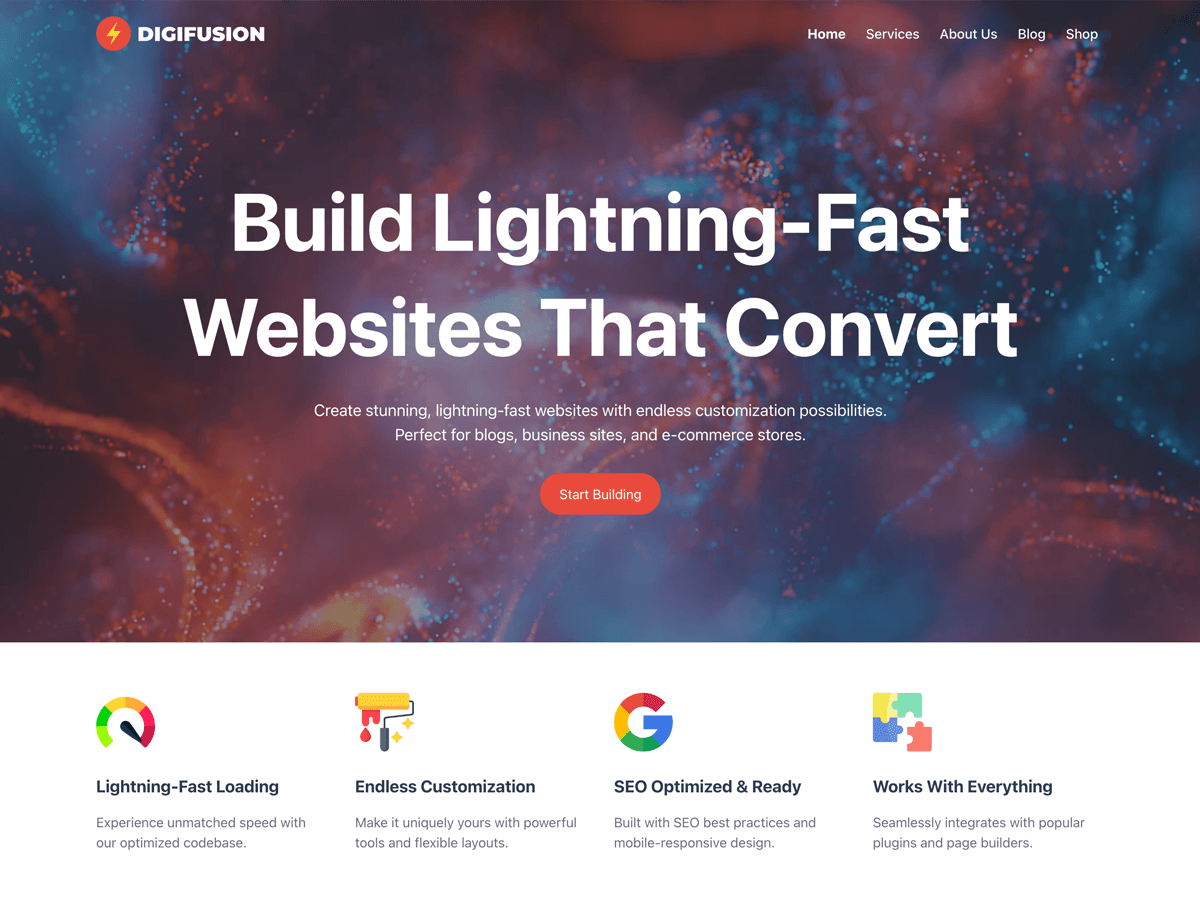 DIGIFUSION
Home Services About Us Blog Shop
Build Lightning-Fast
Websites That Convert
Create stunning, lightning-fast websites with endless customization possibilities.
Perfect for blogs, business sites, and e-commerce stores.
Start Building
Lightning-Fast Loading
Experience unmatched speed with
our optimized codebase.
Endless Customization
Make it uniquely yours with powerful
tools and flexible layouts.
SEO Optimized & Ready
Built with SEO best practices and
mobile-responsive design.
Works With Everything
Seamlessly integrates with popular
plugins and page builders.